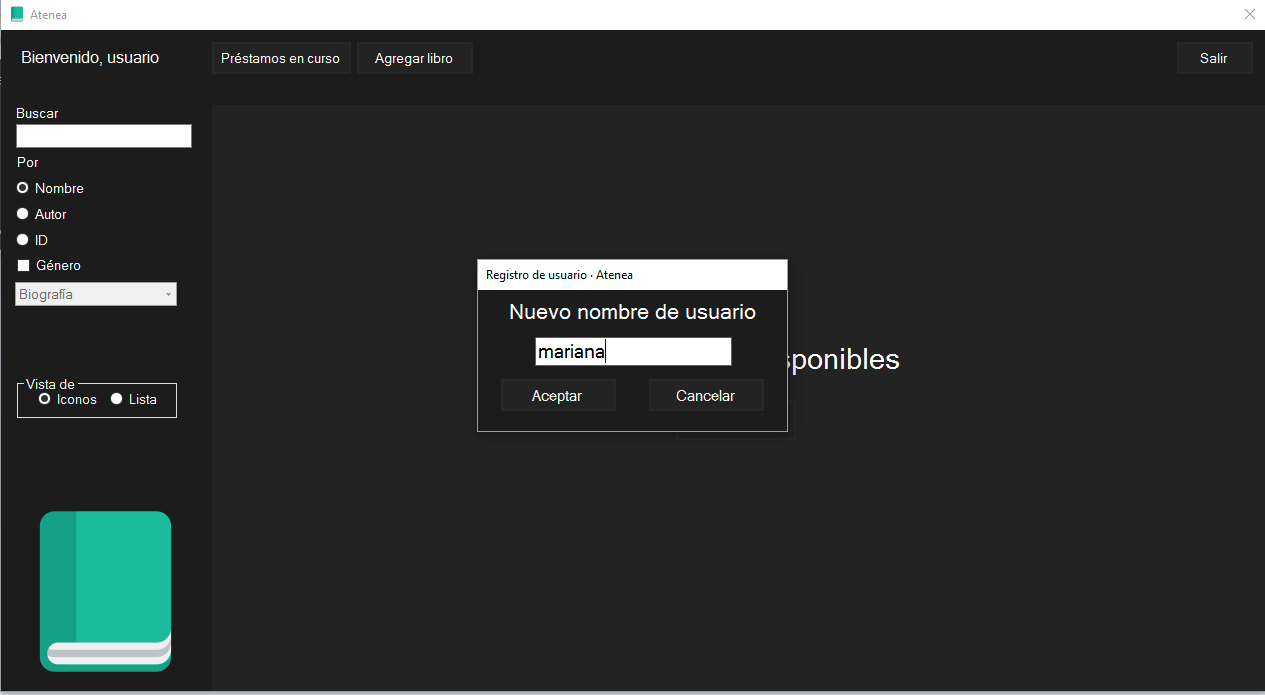 Atenea
Bienvenido, usuario
Préstamos en curso
Agregar libro
Salir
Buscar
Por
Nombre
Autor
ID
Género
Biografía
Vista de
Iconos
Lista
Registro de usuario · Atenea
Nuevo nombre de usuario
mariana
Aceptar
Cancelar